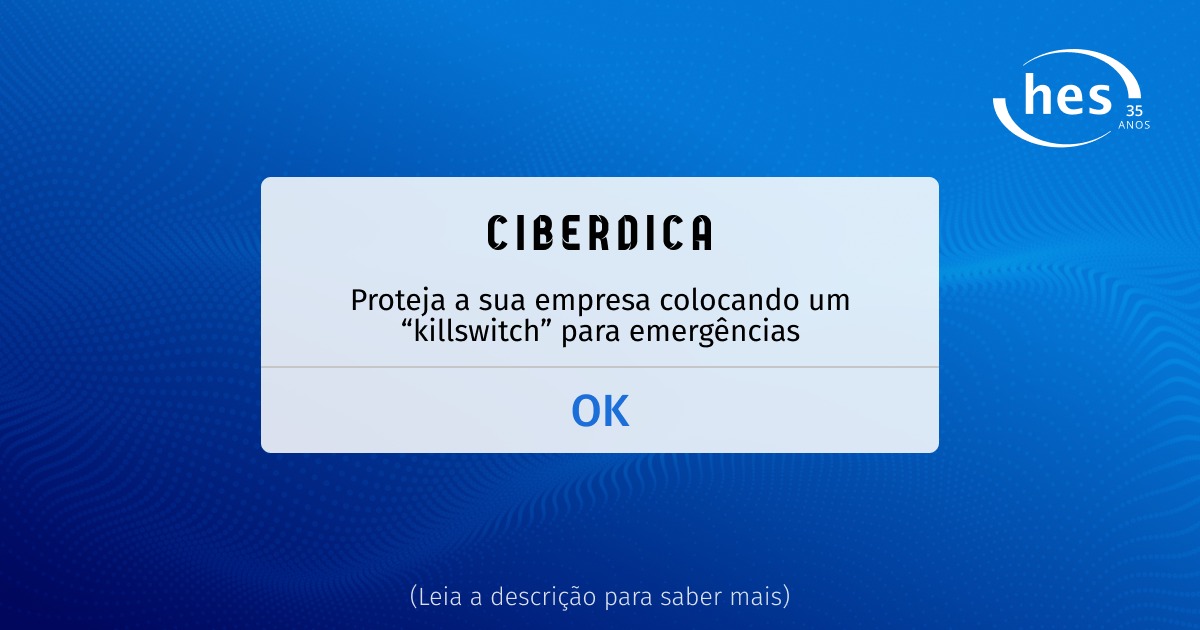 hes
35
ANOS
CIBERDICA
Proteja a sua empresa colocando um
“killswitch” para emergências
OK
(Leia a descrição para saber mais)